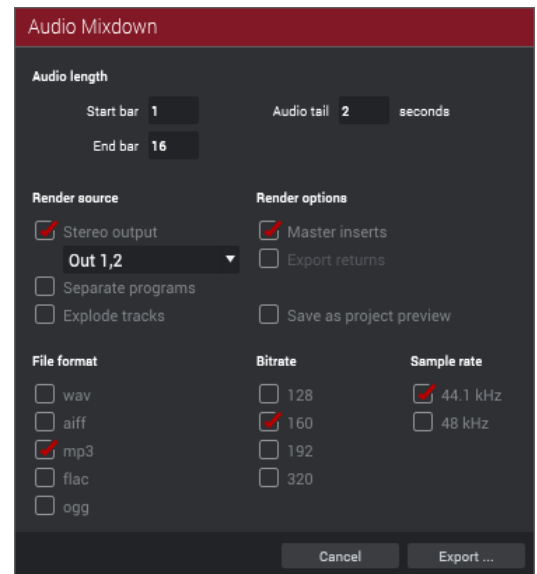 Audio Mixdown
Audio length
Start bar 1 Audio tail 2 seconds
End bar 16
Render source Render options
Stereo output Master inserts
Out 1,2 Export returns
Separate programs
Explode tracks Save as project preview
File format Bitrate Sample rate
wav 128 44.1 kHz
aiff 160 48 kHz
mp3 192
flac 320
ogg
Cancel Export ...